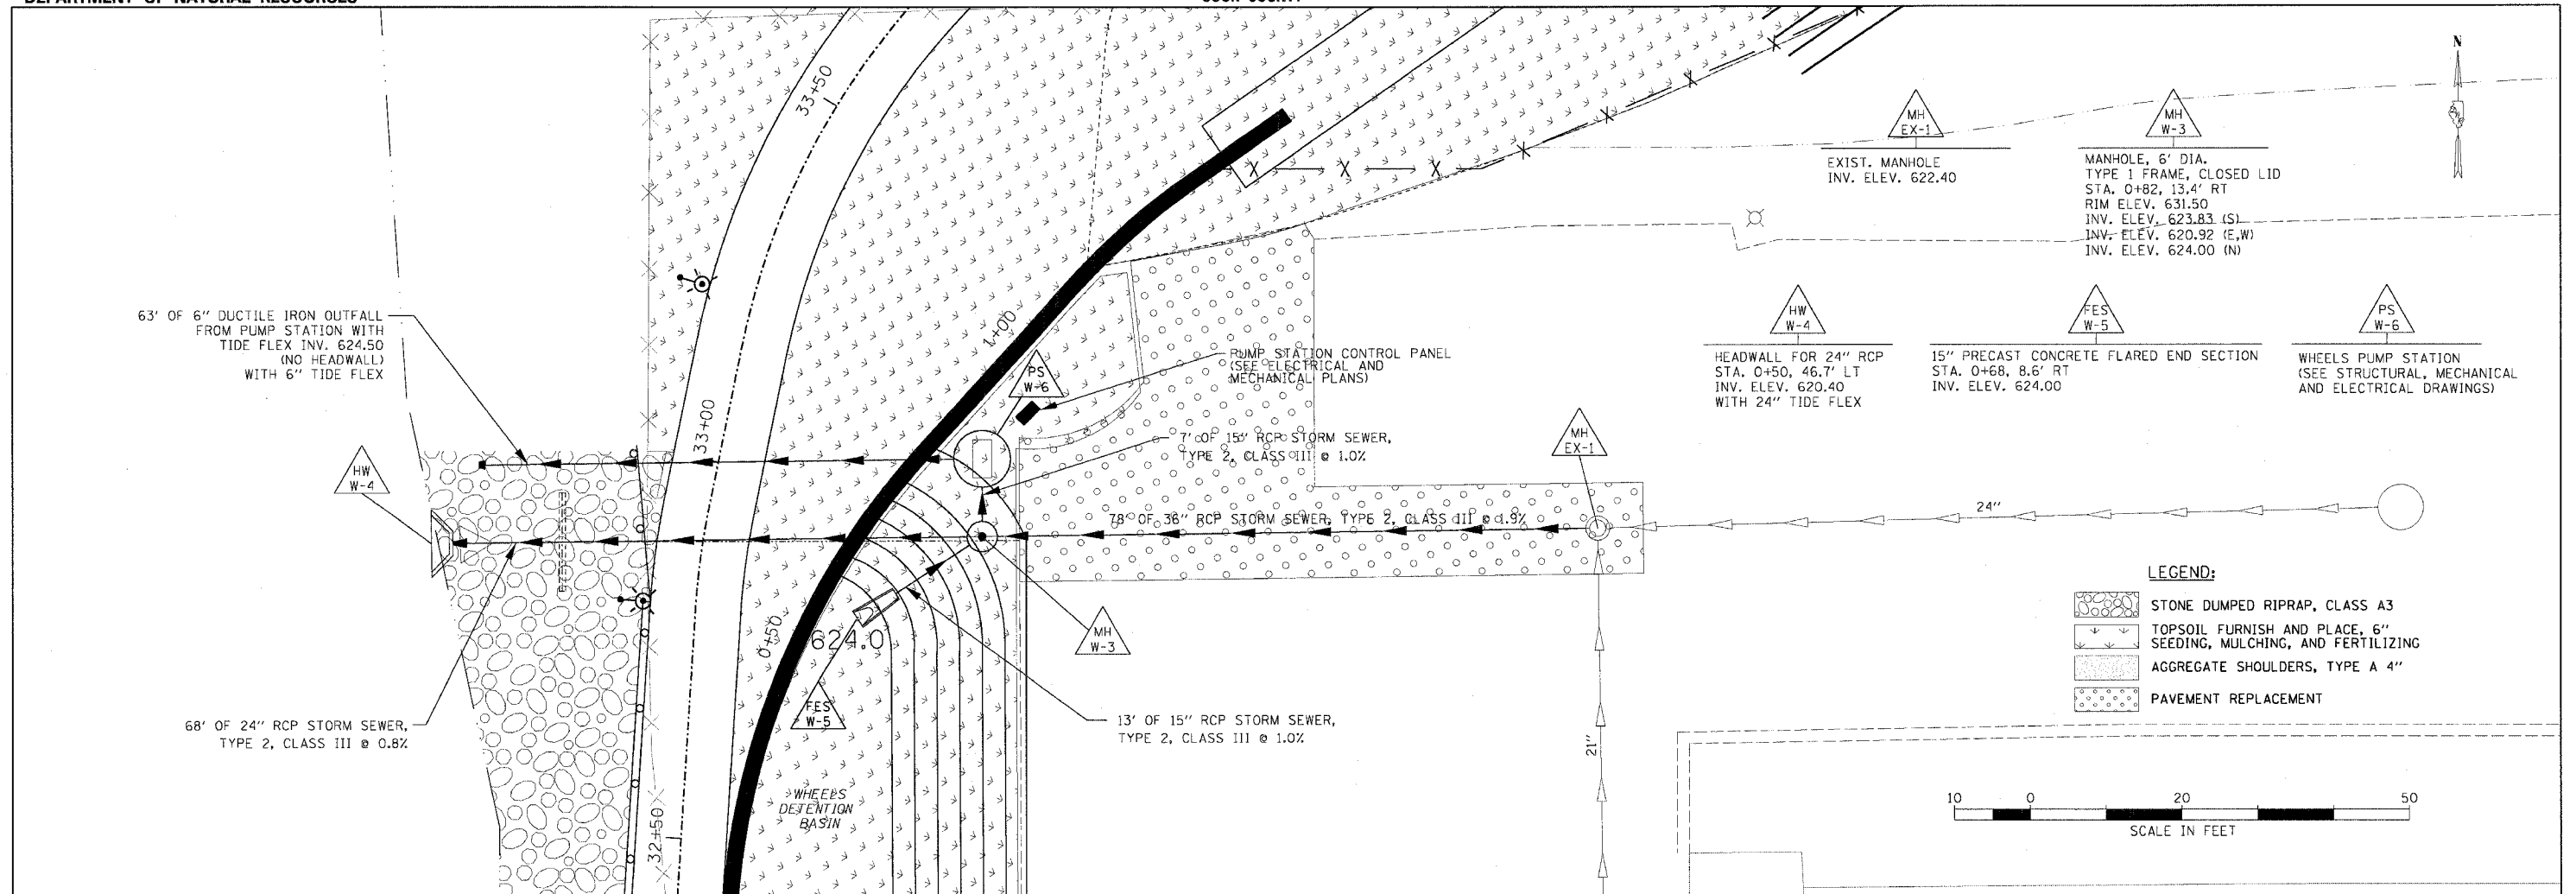 DEPARTMENT OF NATURAL RESOURCES
COOK COUNTY
33+50
N
MH
EX-1
EXIST. MANHOLE
INV. ELEV. 622.40
MH
W-3
MANHOLE, 6' DIA.
TYPE 1 FRAME, CLOSED LID
STA. 0+82, 13.4' RT
RIM ELEV. 631.50
INV. ELEV. 623.83 (S)
INV. ELEV. 620.92 (E,W)
INV. ELEV. 624.00 (N)
63' OF 6" DUCTILE IRON OUTFALL
FROM PUMP STATION WITH
TIDE FLEX INV. 624.50
(NO HEADWALL)
WITH 6" TIDE FLEX
HW
W-4
HEADWALL FOR 24" RCP
STA. 0+50, 46.7' LT
INV. ELEV. 620.40
WITH 24" TIDE FLEX
FES
W-5
15" PRECAST CONCRETE FLARED END SECTION
STA. 0+68, 8.6' RT
INV. ELEV. 624.00
PS
W-6
WHEELS PUMP STATION
(SEE STRUCTURAL, MECHANICAL
AND ELECTRICAL DRAWINGS)
1+00
PS
W-6
PUMP STATION CONTROL PANEL
(SEE ELECTRICAL AND
MECHANICAL PLANS)
33+00
7' OF 15" RCP STORM SEWER,
TYPE 2, CLASS III @ 1.0%
MH
EX-1
HW
W-4
78' OF 36" RCP STORM SEWER, TYPE 2, CLASS III @ 1.9%
24"
0+50
624.0
MH
W-3
FES
W-5
68' OF 24" RCP STORM SEWER,
TYPE 2, CLASS III @ 0.8%
13' OF 15" RCP STORM SEWER,
TYPE 2, CLASS III @ 1.0%
21"
WHEELS
DETENTION
BASIN
32+50
LEGEND:
STONE DUMPED RIPRAP, CLASS A3
TOPSOIL FURNISH AND PLACE, 6"
SEEDING, MULCHING, AND FERTILIZING
AGGREGATE SHOULDERS, TYPE A 4"
PAVEMENT REPLACEMENT
10 0 20 50
SCALE IN FEET